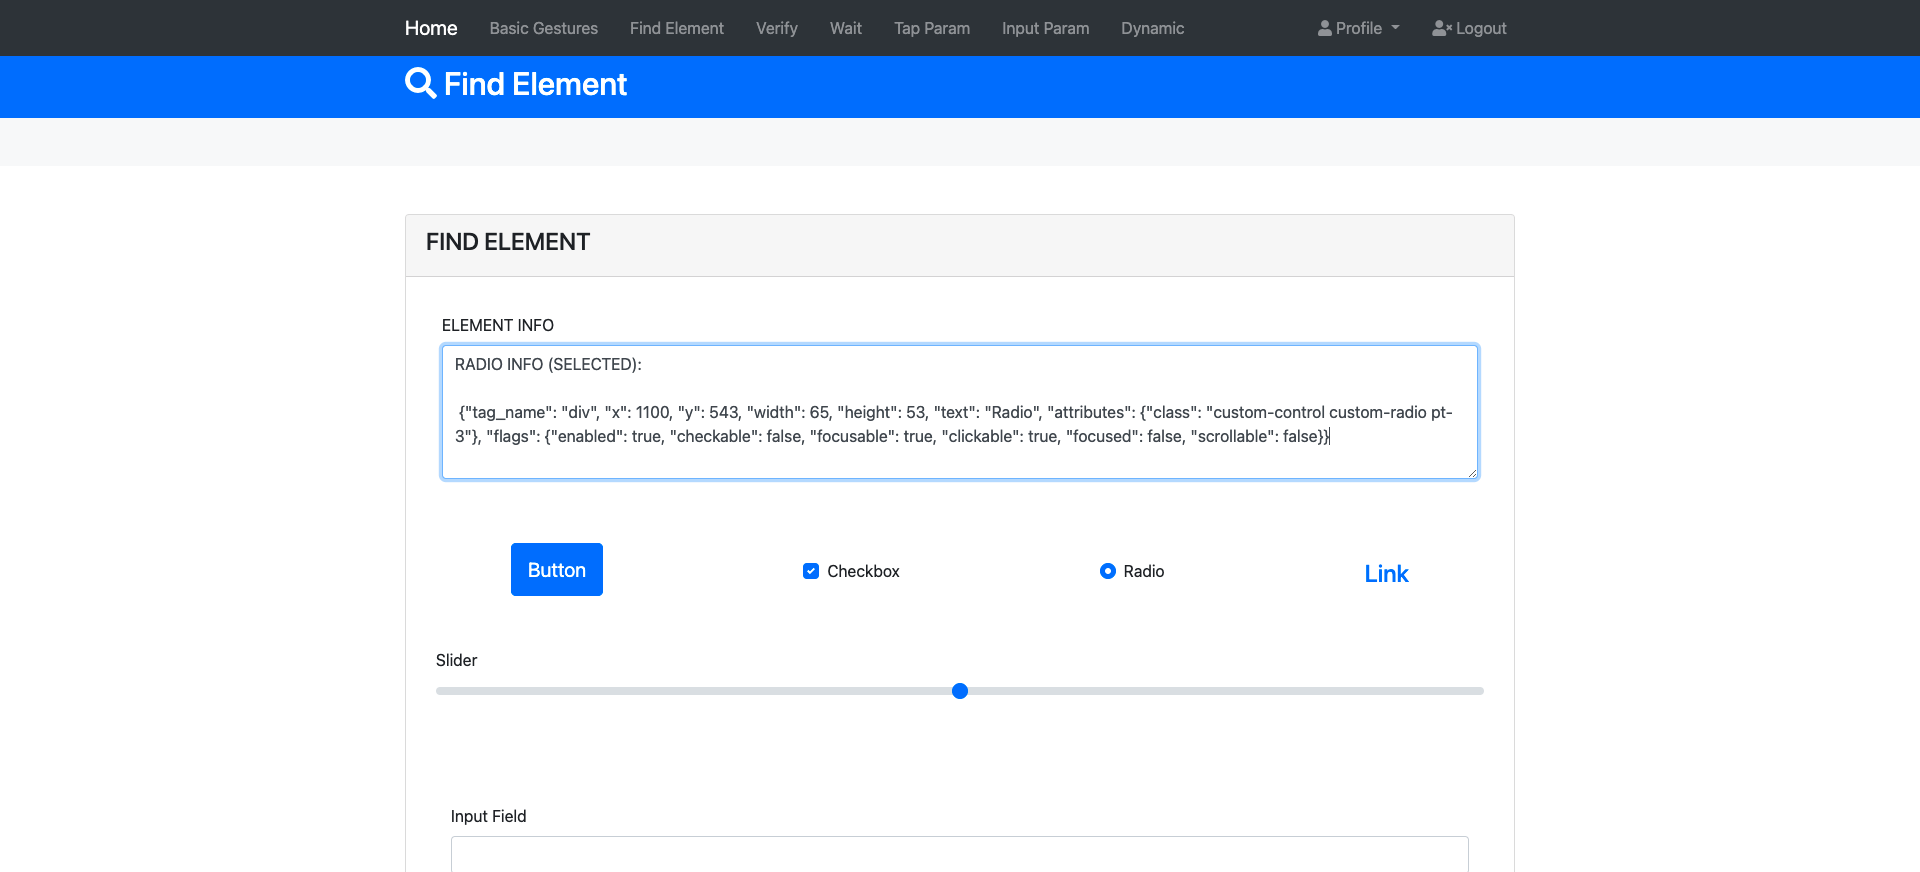 Home Basic Gestures Find Element Verify Wait Tap Param Input Param Dynamic Profile Logout
Find Element
FIND ELEMENT
ELEMENT INFO
RADIO INFO (SELECTED):
{"tag_name": "div", "x": 1100, "y": 543, "width": 65, "height": 53, "text": "Radio", "attributes": {"class": "custom-control custom-radio pt-
3"}, "flags": {"enabled": true, "checkable": false, "focusable": true, "clickable": true, "focused": false, "scrollable": false}}
Button Checkbox Radio Link
Slider
Input Field